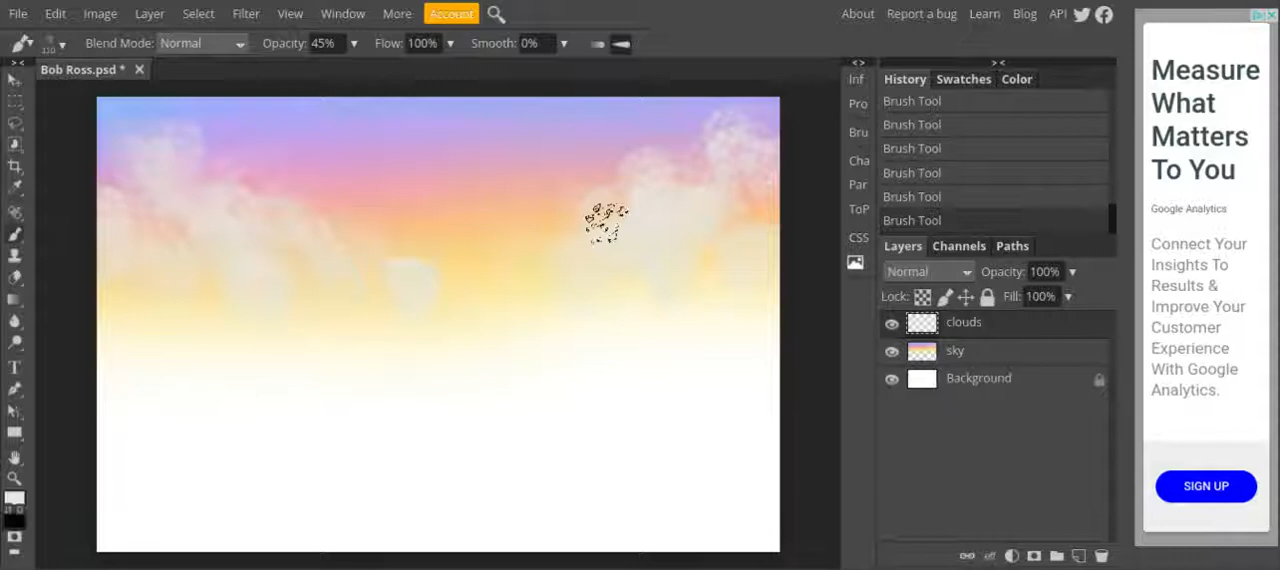 File Edit Image Layer Select Filter View Window More Account About Report a bug Learn Blog API
110 Blend Mode: Normal Opacity: 45% Flow: 100% Smooth: 0%
> < Bob Ross.psd * <> > <
Inf
Pro
Bru
Cha
Par
ToP
CSS
History Swatches Color
Brush Tool
Brush Tool
Brush Tool
Brush Tool
Brush Tool
Brush Tool
Layers Channels Paths
Normal Opacity: 100%
Lock: Fill: 100%
clouds
sky
Background
Measure
What
Matters
To You
Google Analytics
Connect Your
Insights To
Results &
Improve Your
Customer
Experience
With Google
Analytics.
SIGN UP